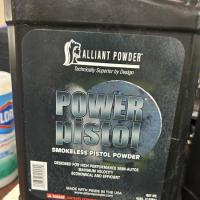 ALLIANT POWDER
Technically Superior by Design
POWER
PISTOL
SMOKELESS PISTOL POWDER
DESIGNED FOR HIGH PERFORMANCE SEMI-AUTOS
MAXIMUM VELOCITY
ECONOMICAL AND EFFICIENT
MADE WITH PRIDE IN THE USA